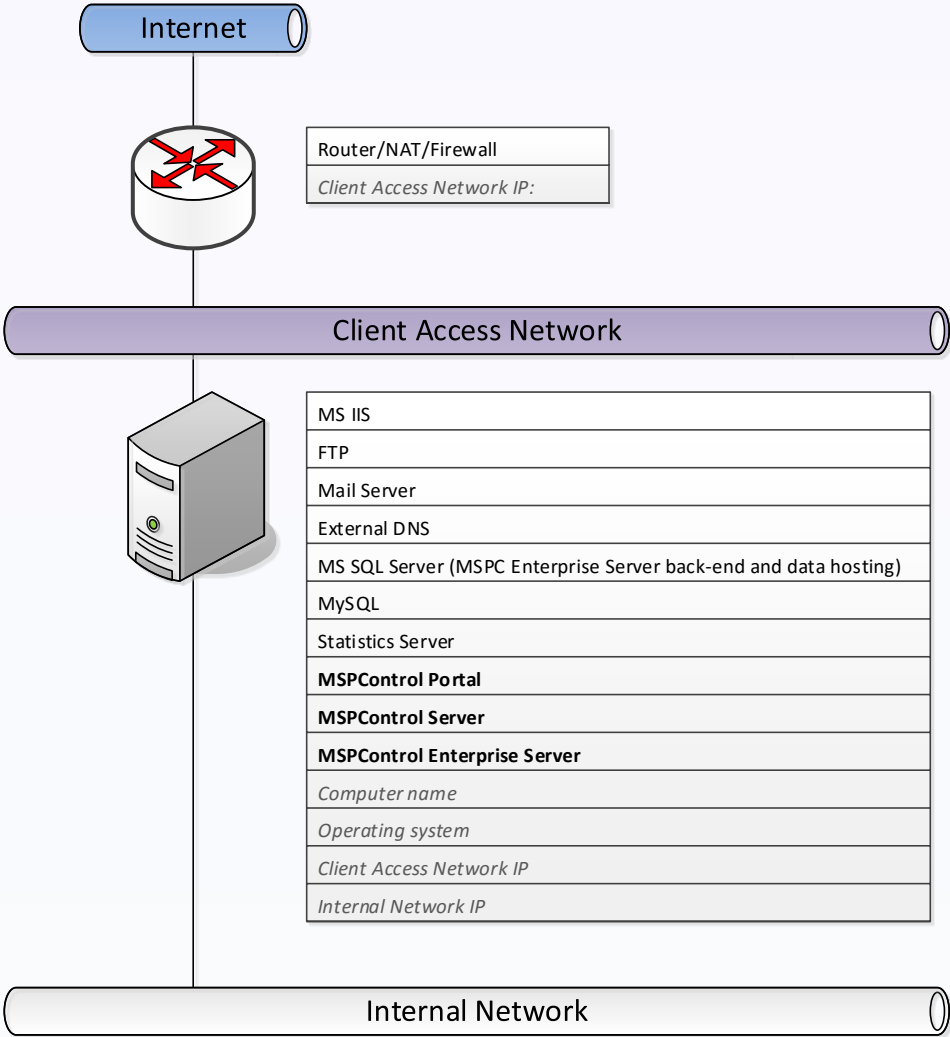 Internet
Router/NAT/Firewall
Client Access Network IP:
Client Access Network
MS IIS
FTP
Mail Server
External DNS
MS SQL Server (MSPC Enterprise Server back-end and data hosting)
MySQL
Statistics Server
MSPControl Portal
MSPControl Server
MSPControl Enterprise Server
Computer name
Operating system
Client Access Network IP
Internal Network IP
Internal Network